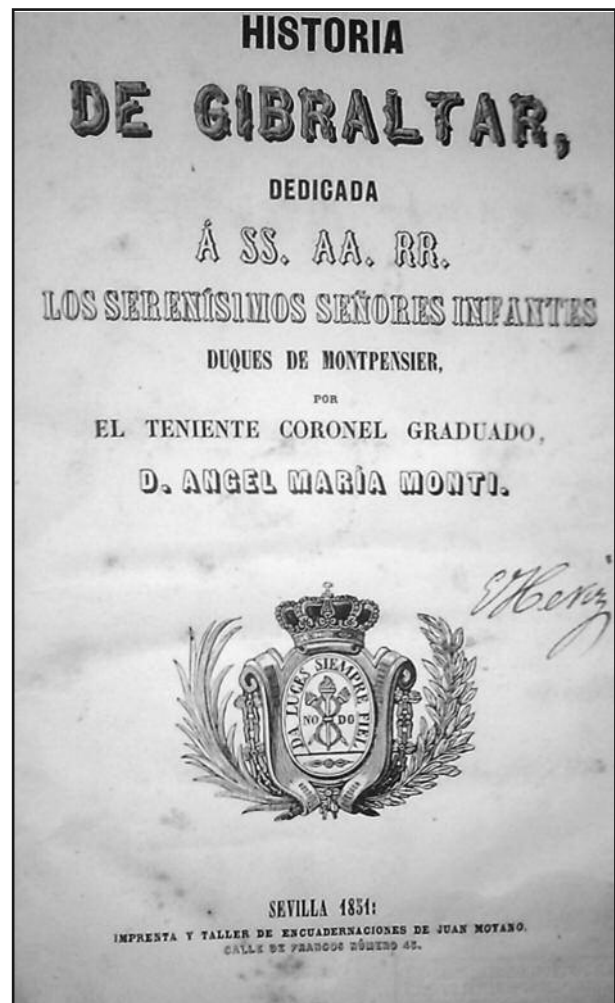 HISTORIA
DE GIBRALTAR,
DEDICADA
Á SS. AA. RR.
LOS SERENÍSIMOS SEÑORES INFANTES
DUQUES DE MONTPENSIER,
POR
EL TENIENTE CORONEL GRADUADO,
D. ANGEL MARÍA MONTI.
DA LUCES SIEMPRE FIEL
NO DO
SEVILLA 1851:
IMPRENTA Y TALLER DE ENCUADERNACIONES DE JUAN MOYANO.
CALLE DE FRANCOS NÚMERO 45.